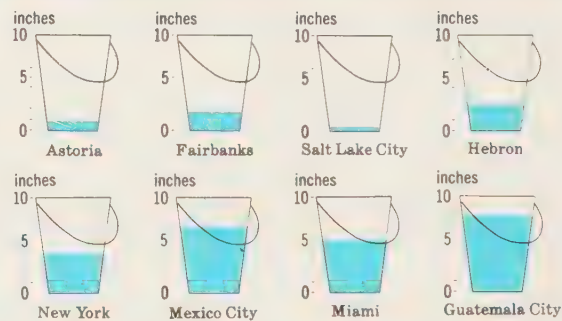 inches
10
5
0
Astoria
inches
10
5
0
Fairbanks
inches
10
5
0
Salt Lake City
inches
10
5
0
Hebron
inches
10
5
0
New York
inches
10
5
0
Mexico City
inches
10
5
0
Miami
inches
10
5
0
Guatemala City